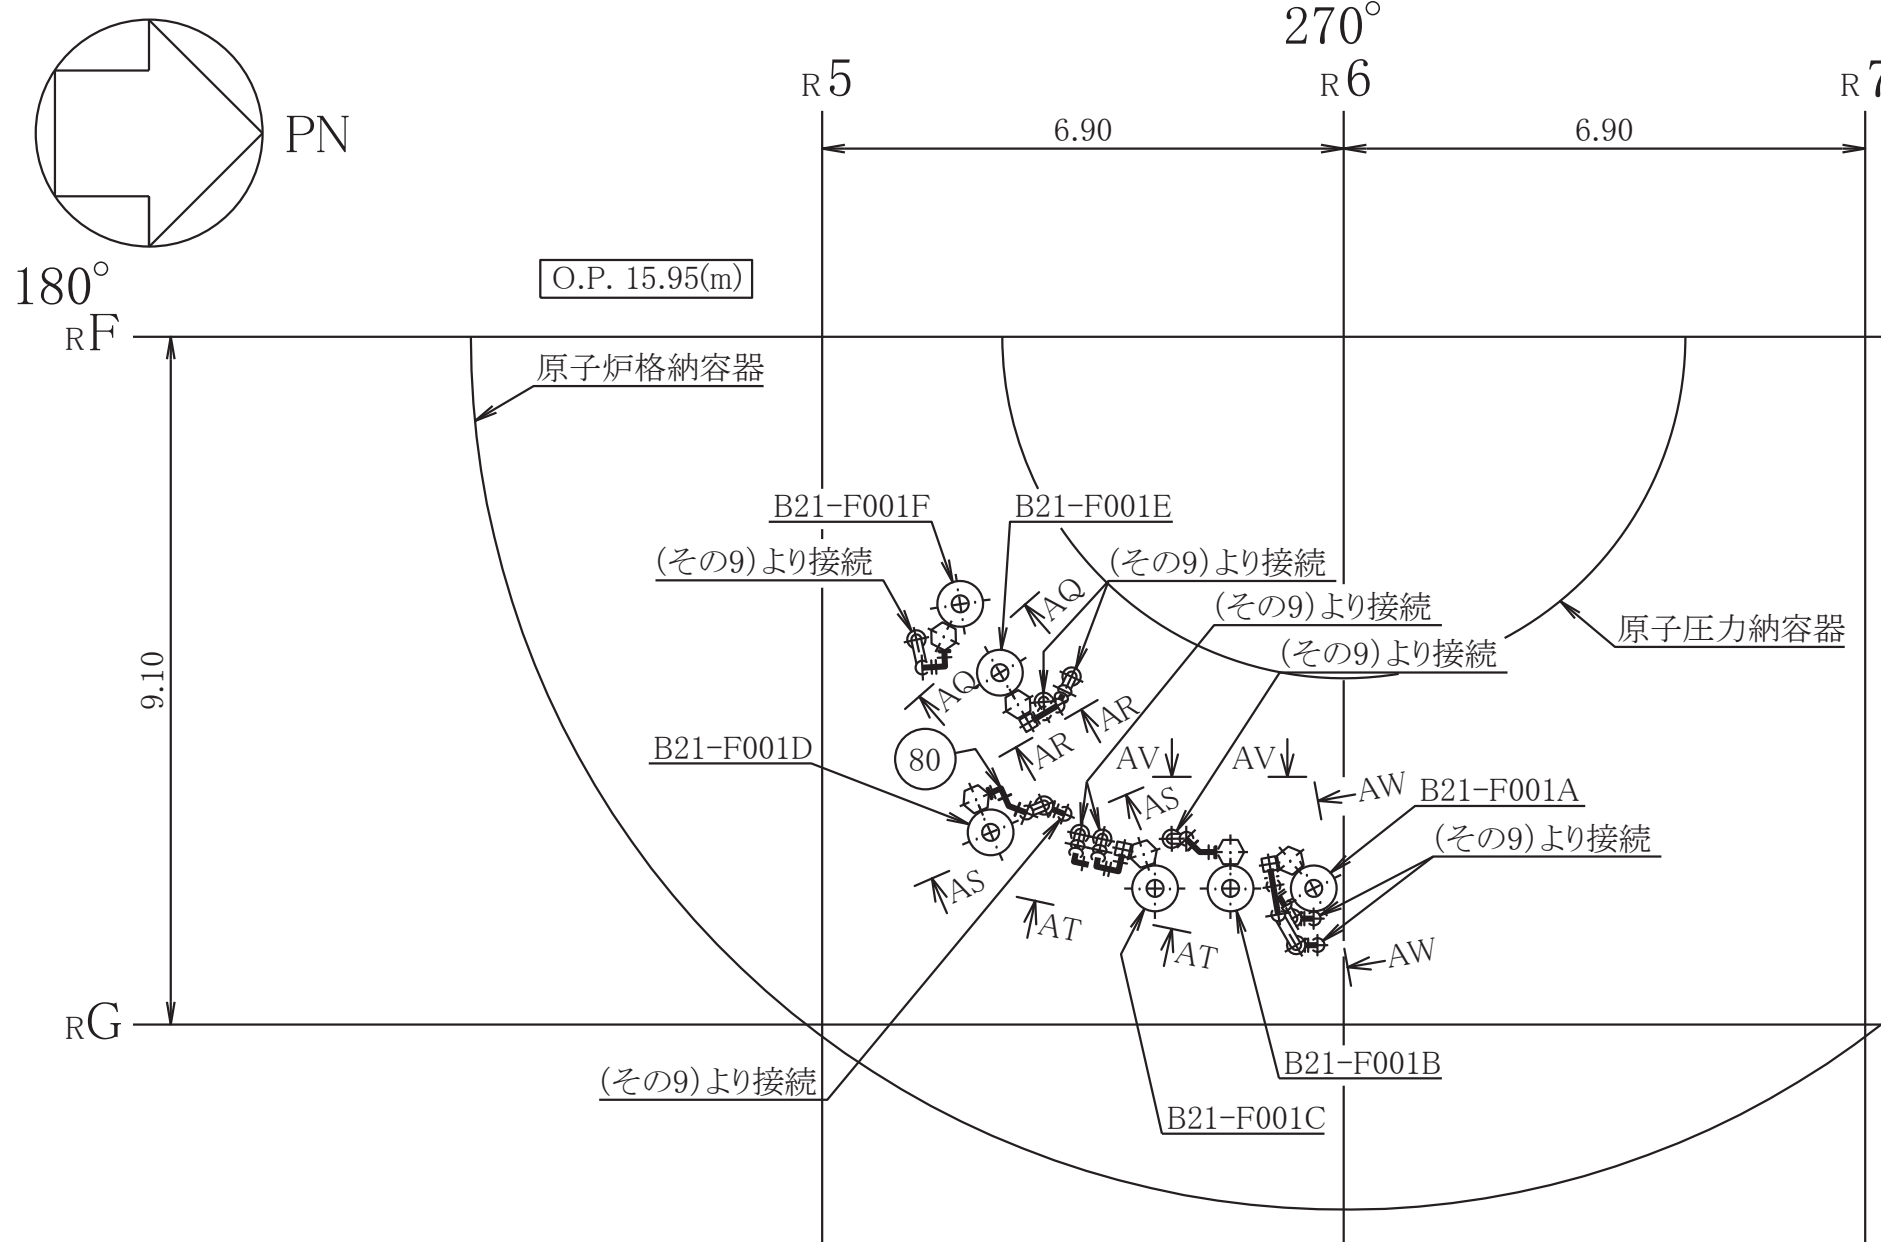 270°
R5
R6
R7
PN
6.90
6.90
180°
O.P. 15.95(m)
RF
原子炉格納容器
B21-F001F
B21-F001E
(その9)より接続
(その9)より接続
AQ
(その9)より接続
原子圧力納容器
(その9)より接続
9.10
AQ
AR
AR
B21-F001D
80
AV
AV
AW
B21-F001A
AS
(その9)より接続
AS
AT
AT
AW
RG
B21-F001B
(その9)より接続
B21-F001C